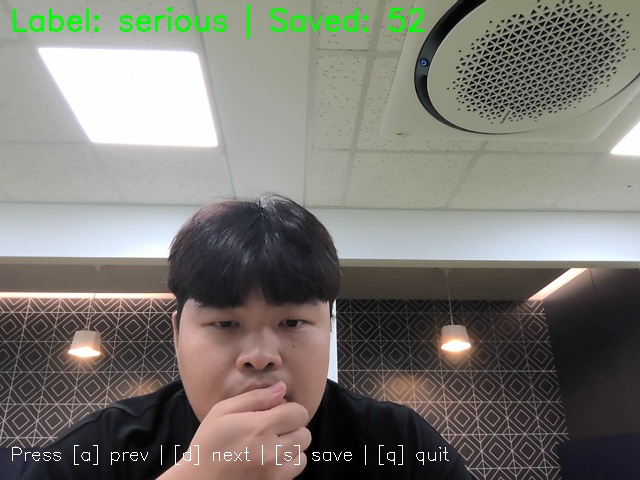 Label: serious | Saved: 52
Press [a] prev | [d] next | [s] save | [q] quit